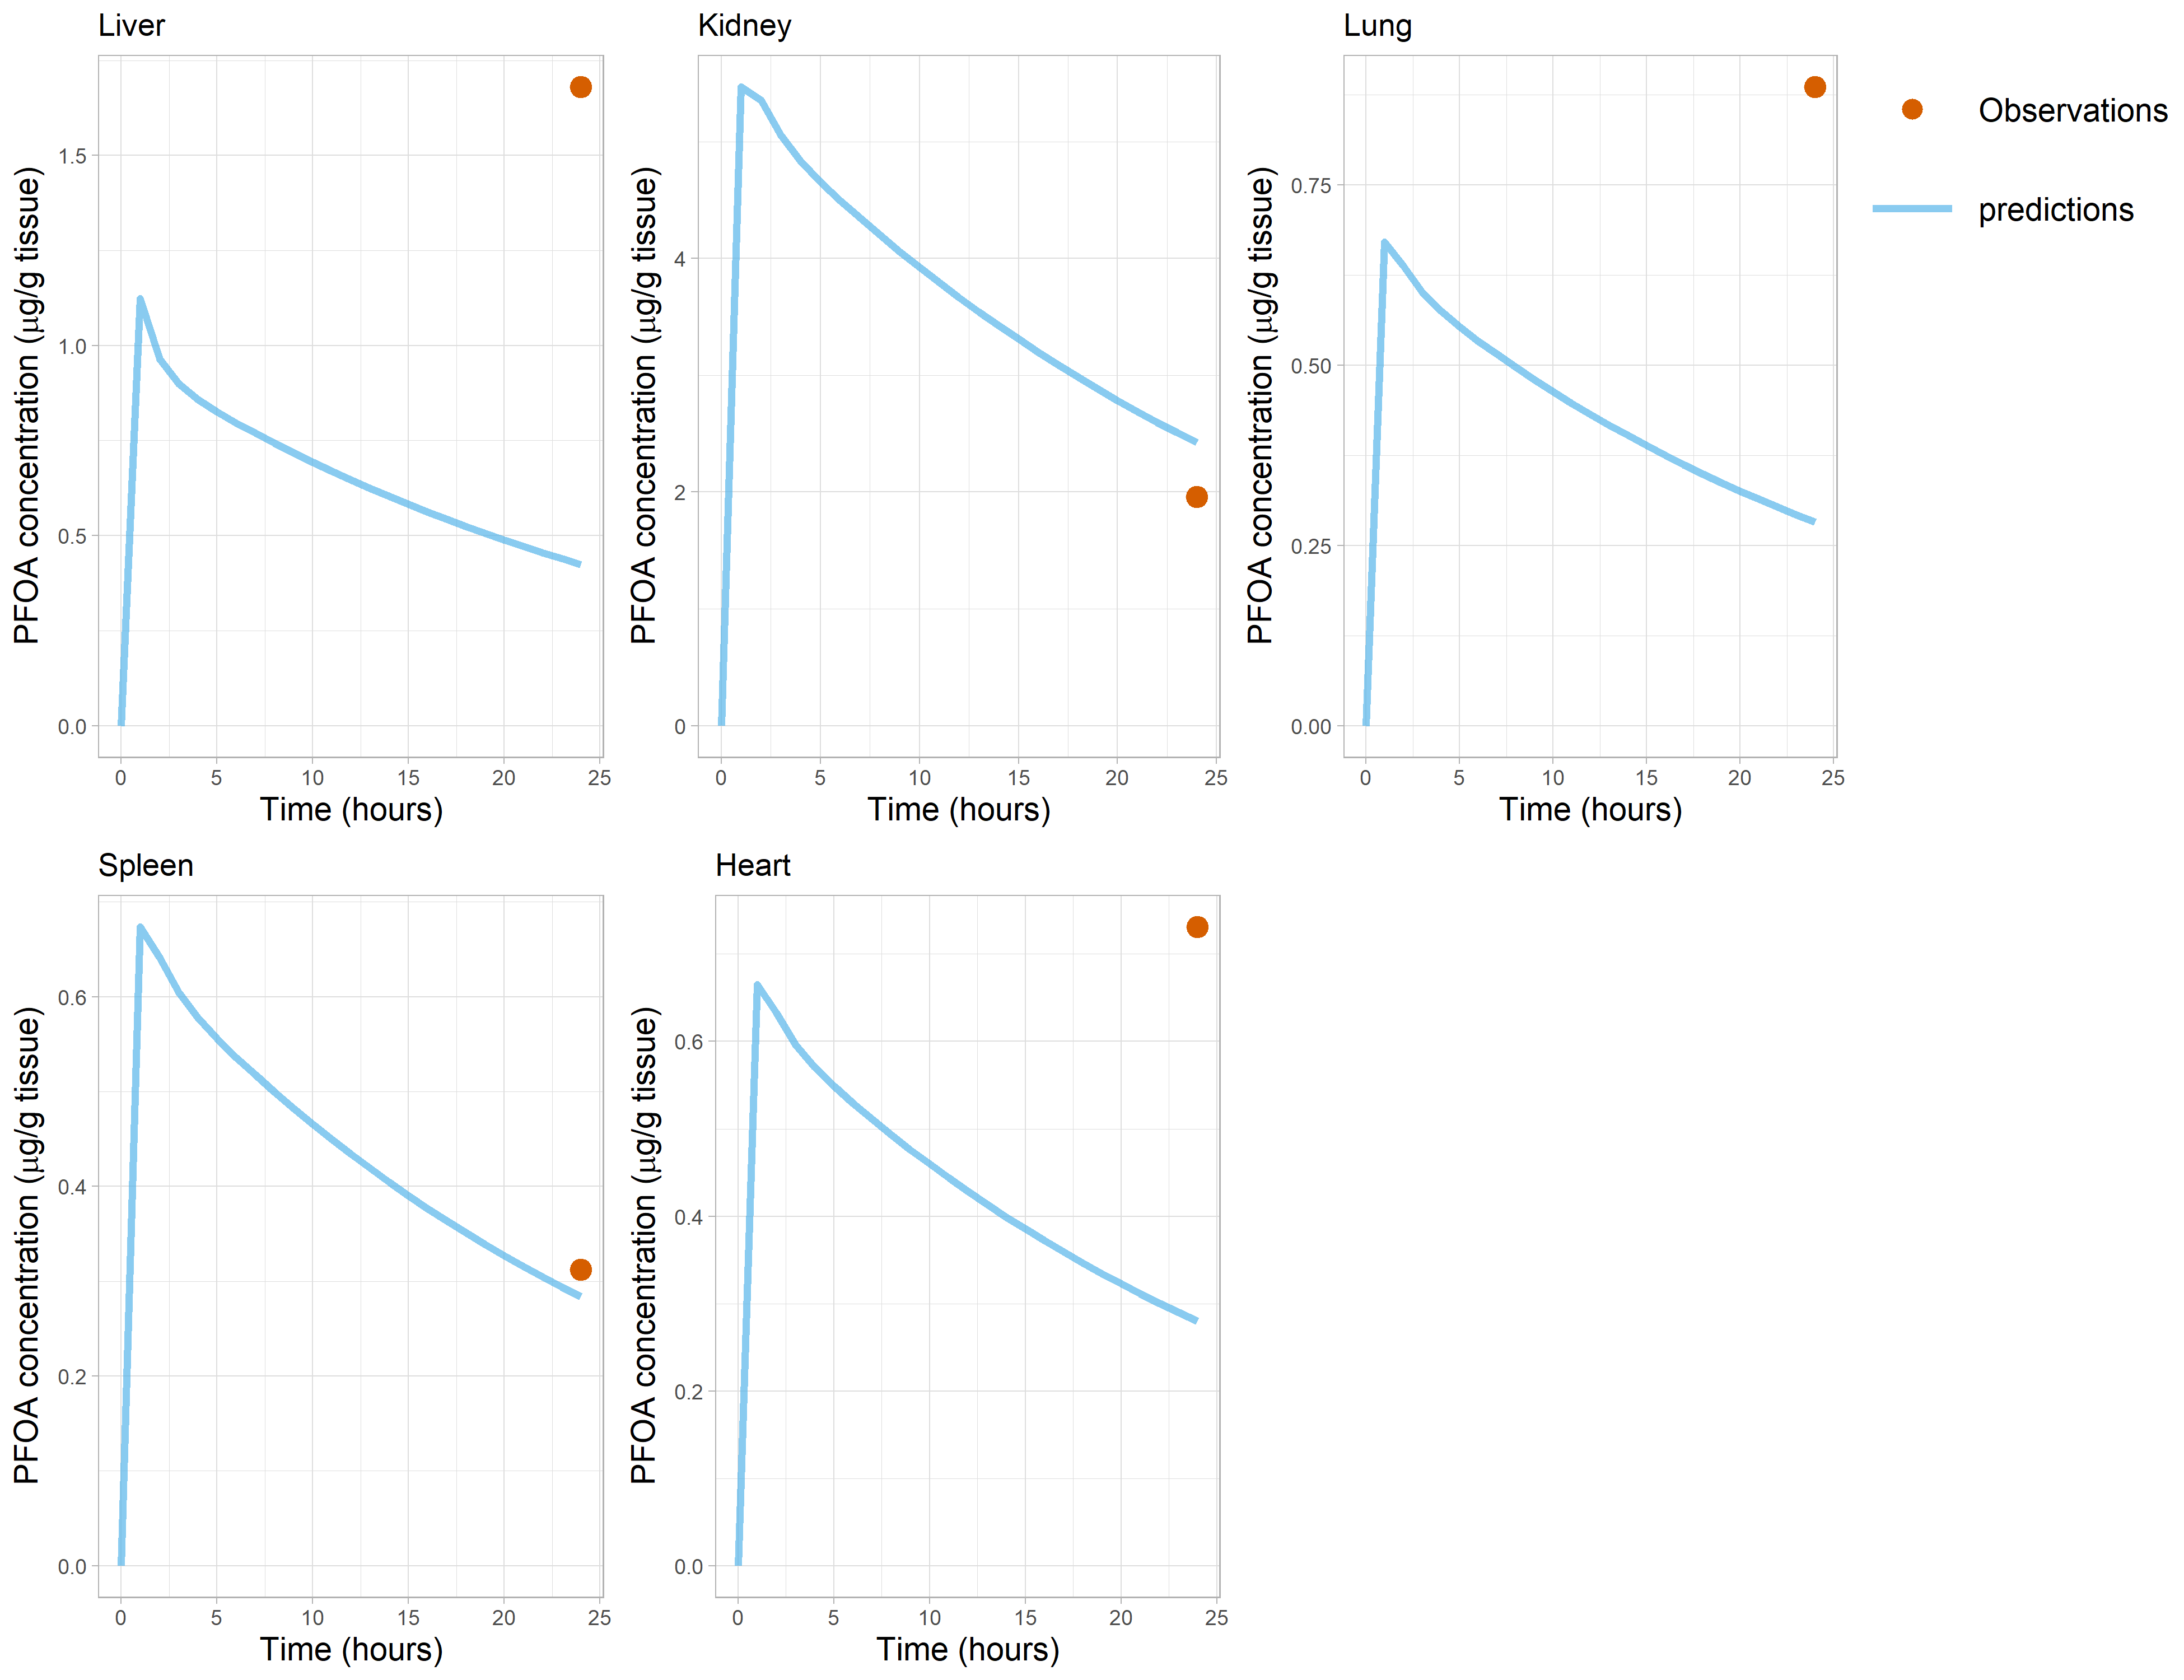 Liver
PFOA concentration (μg/g tissue)
1.5
1.0
0.5
0.0
0 5 10 15 20 25
Time (hours)
Kidney
PFOA concentration (μg/g tissue)
4
2
0
0 5 10 15 20 25
Time (hours)
Lung
PFOA concentration (μg/g tissue)
0.75
0.50
0.25
0.00
0 5 10 15 20 25
Time (hours)
Observations
predictions
Spleen
PFOA concentration (μg/g tissue)
0.6
0.4
0.2
0.0
0 5 10 15 20 25
Time (hours)
Heart
PFOA concentration (μg/g tissue)
0.6
0.4
0.2
0.0
0 5 10 15 20 25
Time (hours)